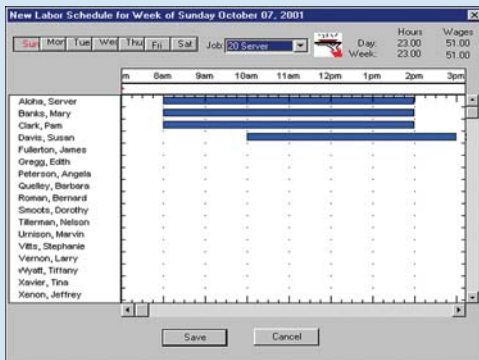 New Labor Schedule for Week of Sunday October 07, 2001
Hours Wages
Sun Mon Tue Wed Thu Fri Sat Job: 20 Server Day: 23.00 51.00
Week: 23.00 51.00
m 8am 9am 10am 11am 12pm 1pm 2pm 3pm
Aloha, Server
Banks, Mary
Clark, Pam
Davis, Susan
Fullerton, James
Gregg, Edith
Peterson, Angela
Quelley, Barbara
Roman, Bernard
Smoots, Dorothy
Tillerman, Nelson
Urnison, Marvin
Vitts, Stephanie
Vernon, Larry
Wyatt, Tiffany
Xavier, Tina
Xenon, Jeffrey
Save Cancel